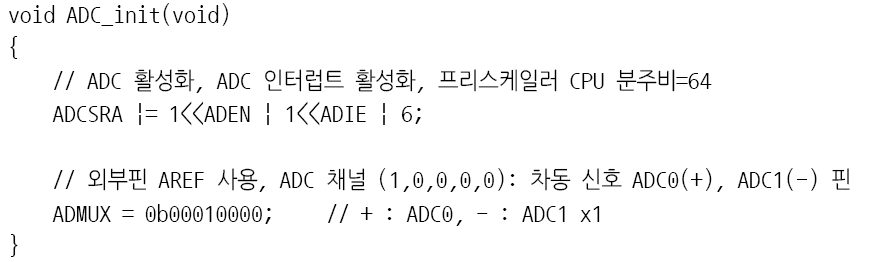 void ADC_init(void)
{
// ADC 활성화, ADC 인터럽트 활성화, 프리스케일러 CPU 분주비=64
ADCSRA |= 1<<ADEN | 1<<ADIE | 6;
// 외부핀 AREF 사용, ADC 채널 (1,0,0,0,0): 차동 신호 ADC0(+), ADC1(-) 핀
ADMUX = 0b00010000; // + : ADC0, - : ADC1 x1
}